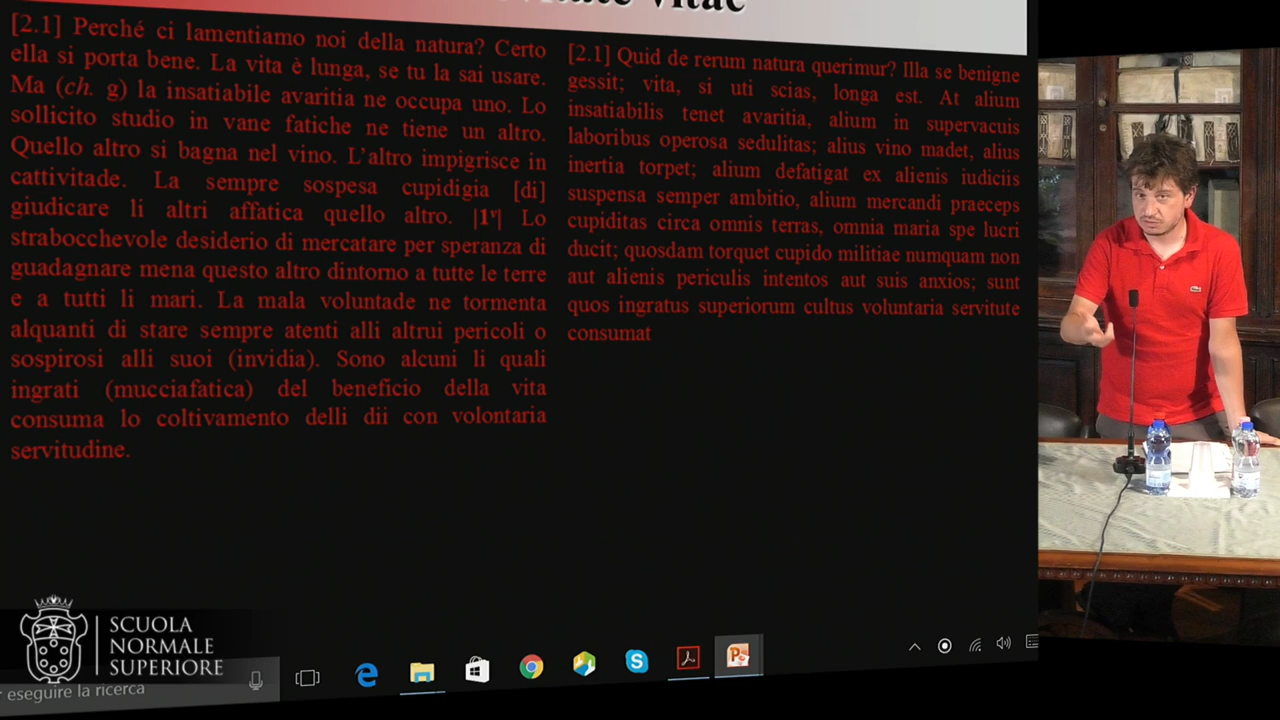 vitae
[2.1] Perché ci lamentiamo noi della natura? Certo
ella si porta bene. La vita è lunga, se tu la sai usare.
Ma (ch. g) la insatiabile avaritia ne occupa uno. Lo
sollicito studio in vane fatiche ne tiene un altro.
Quello altro si bagna nel vino. L'altro impigrisce in
cattivitade. La sempre sospesa cupidigia [di]
giudicare li altri affatica quello altro. |1ᵛ| Lo
strabocchevole desiderio di mercatare per speranza di
guadagnare mena questo altro dintorno a tutte le terre
e a tutti li mari. La mala voluntade ne tormenta
alquanti di stare sempre atenti alli altrui pericoli o
sospirosi alli suoi (invidia). Sono alcuni li quali
ingrati (mucciafatica) del beneficio della vita
consuma lo coltivamento delli dii con volontaria
servitudine.
[2.1] Quid de rerum natura querimur? Illa se benigne
gessit; vita, si uti scias, longa est. At alium
insatiabilis tenet avaritia, alium in supervacuis
laboribus operosa sedulitas; alius vino madet, alius
inertia torpet; alium defatigat ex alienis iudiciis
suspensa semper ambitio, alium mercandi praeceps
cupiditas circa omnis terras, omnia maria spe lucri
ducit; quosdam torquet cupido militiae numquam non
aut alienis periculis intentos aut suis anxios; sunt
quos ingratus superiorum cultus voluntaria servitute
consumat
SCUOLA
NORMALE
SUPERIORE
eseguire la ricerca